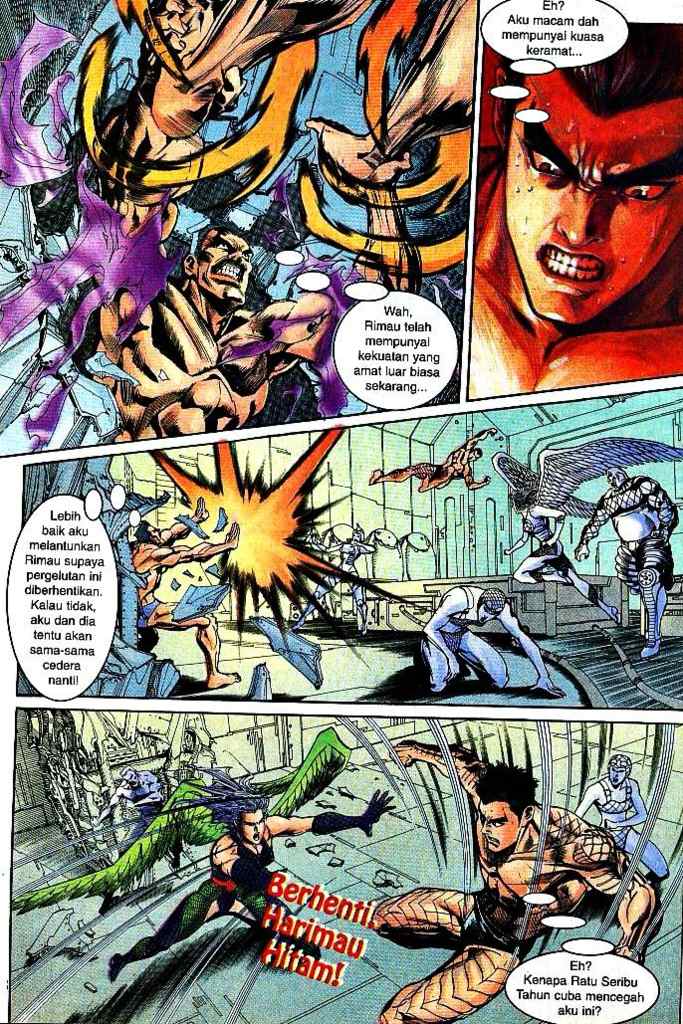 Wah,
Rimau telah
mempunyai
kekuatan yang
amat luar biasa
sekarang...
Eh?
Aku macam dah
mempunyai kuasa
keramat...
Lebih
baik aku
melantunkan
Rimau supaya
pergelutan ini
diberhentikan.
Kalau tidak,
aku dan dia
tentu akan
sama-sama
cedera
nanti!
Berhenti,
Harimau
Hitam!
Eh?
Kenapa Ratu Seribu
Tahun cuba mencegah
aku ini?